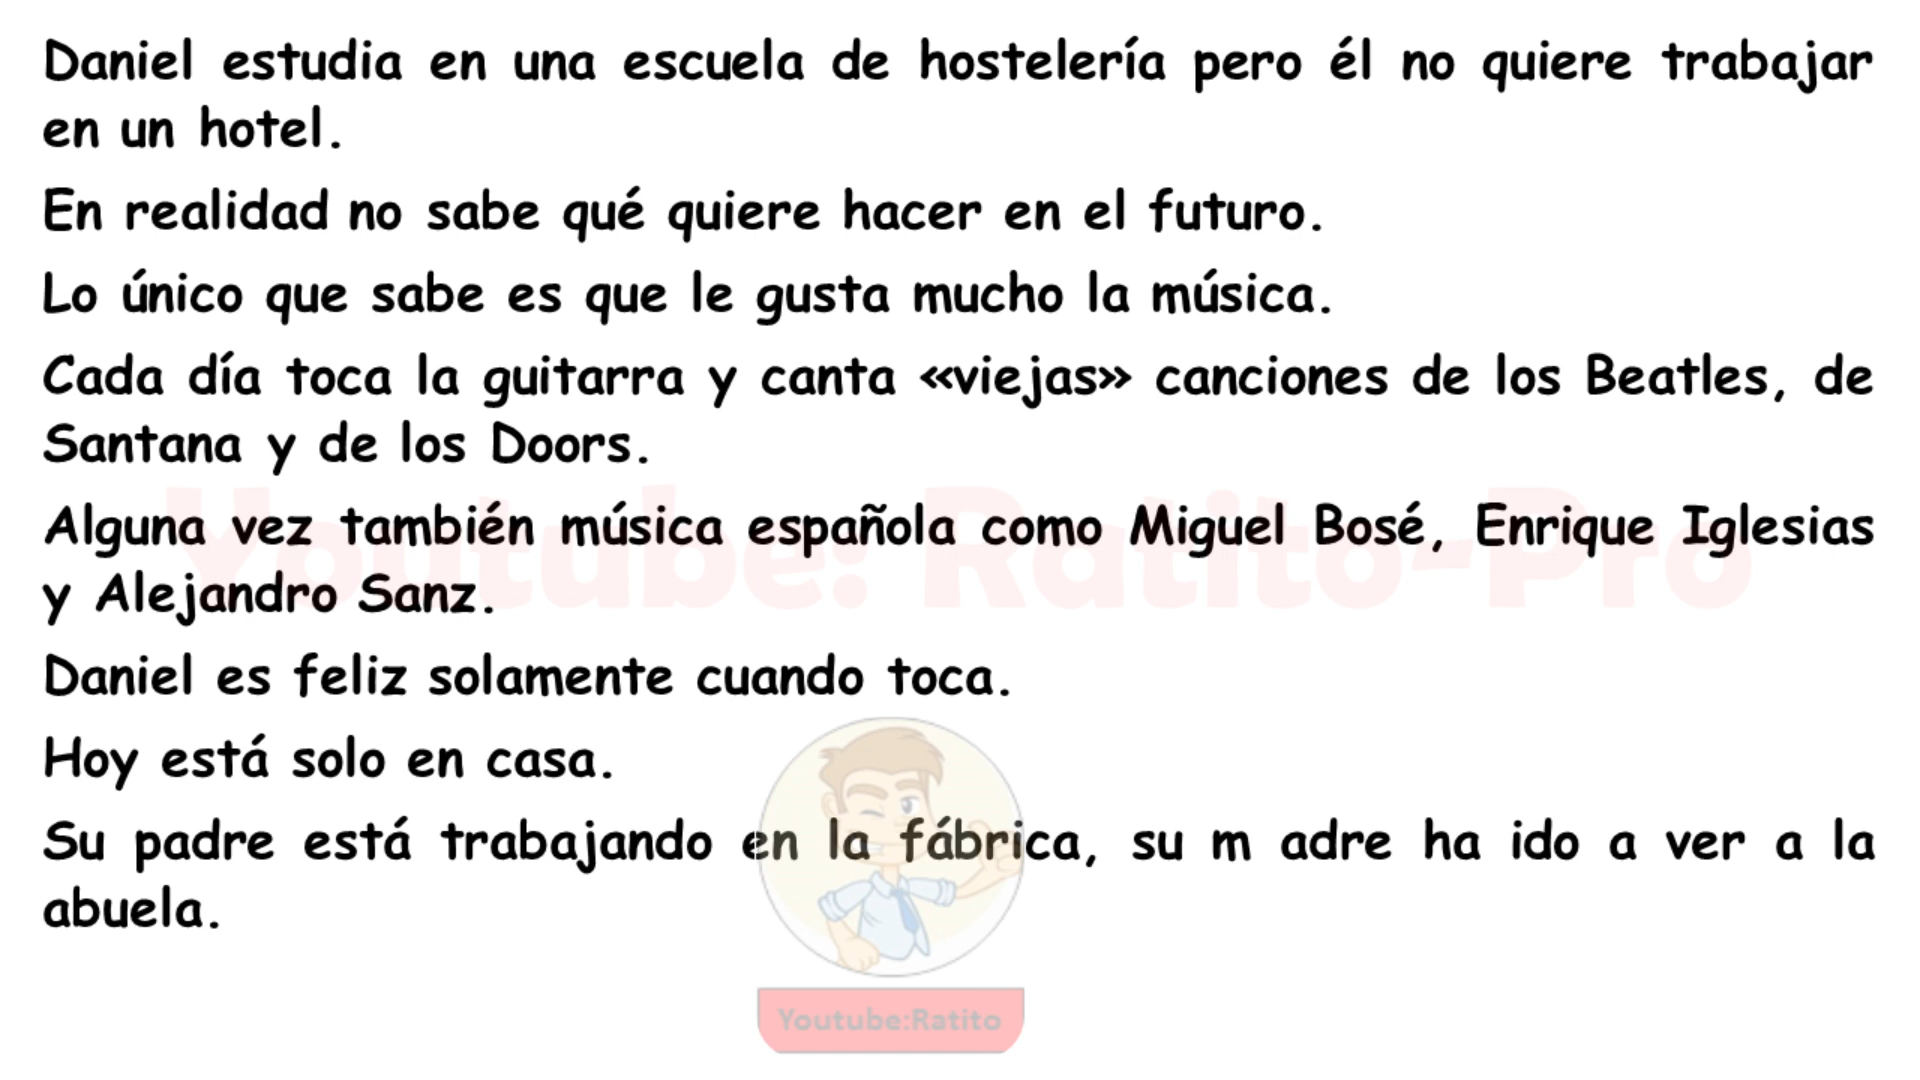 Daniel estudia en una escuela de hostelería pero él no quiere trabajar
en un hotel.
En realidad no sabe qué quiere hacer en el futuro.
Lo único que sabe es que le gusta mucho la música.
Cada día toca la guitarra y canta «viejas» canciones de los Beatles, de
Santana y de los Doors.
Alguna vez también música española como Miguel Bosé, Enrique Iglesias
y Alejandro Sanz.
Youtube: Ratito-Pro
Daniel es feliz solamente cuando toca.
Hoy está solo en casa.
Su padre está trabajando en la fábrica, su m adre ha ido a ver a la
abuela.
Youtube:Ratito